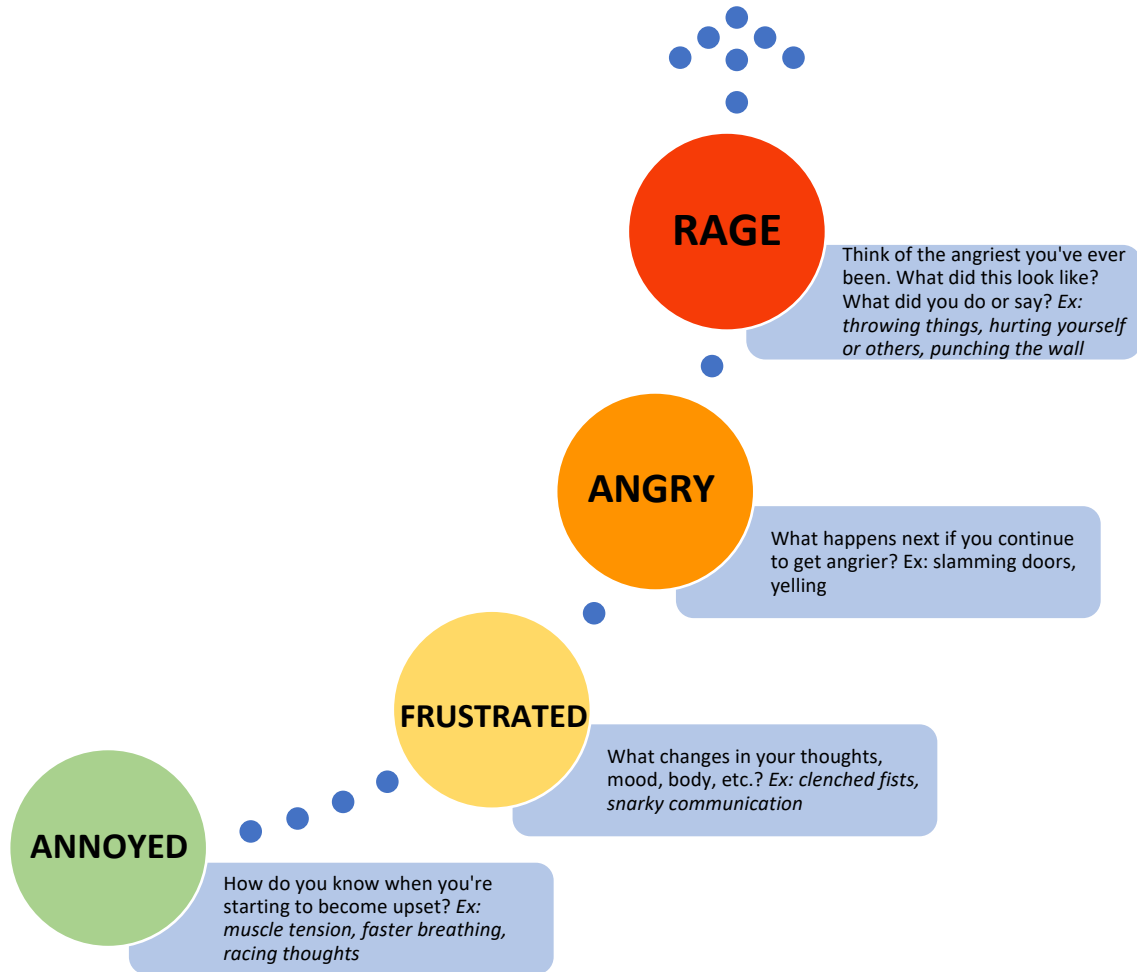 RAGE
Think of the angriest you've ever
been. What did this look like?
What did you do or say? Ex:
throwing things, hurting yourself
or others, punching the wall
ANGRY
What happens next if you continue
to get angrier? Ex: slamming doors,
yelling
FRUSTRATED
What changes in your thoughts,
mood, body, etc.? Ex: clenched fists,
snarky communication
ANNOYED
How do you know when you're
starting to become upset? Ex:
muscle tension, faster breathing,
racing thoughts